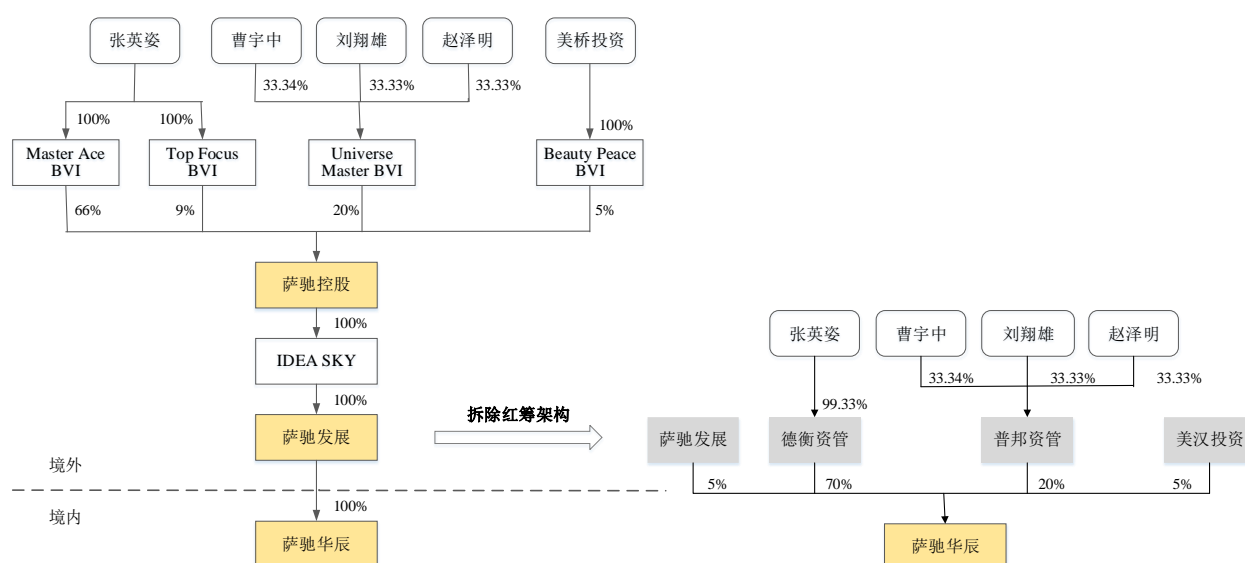 张英姿
曹宇中
刘翔雄
赵泽明
美桥投资
33.34%
33.33%
33.33%
100%
100%
100%
Master Ace
BVI
Top Focus
BVI
Universe
Master BVI
Beauty Peace
BVI
66%
9%
20%
5%
萨驰控股
100%
IDEA SKY
100%
萨驰发展
境外
100%
境内
萨驰华辰
拆除红筹架构
张英姿
曹宇中
刘翔雄
赵泽明
33.34%
33.33%
33.33%
99.33%
萨驰发展
德衡资管
普邦资管
美汉投资
5%
70%
20%
5%
萨驰华辰